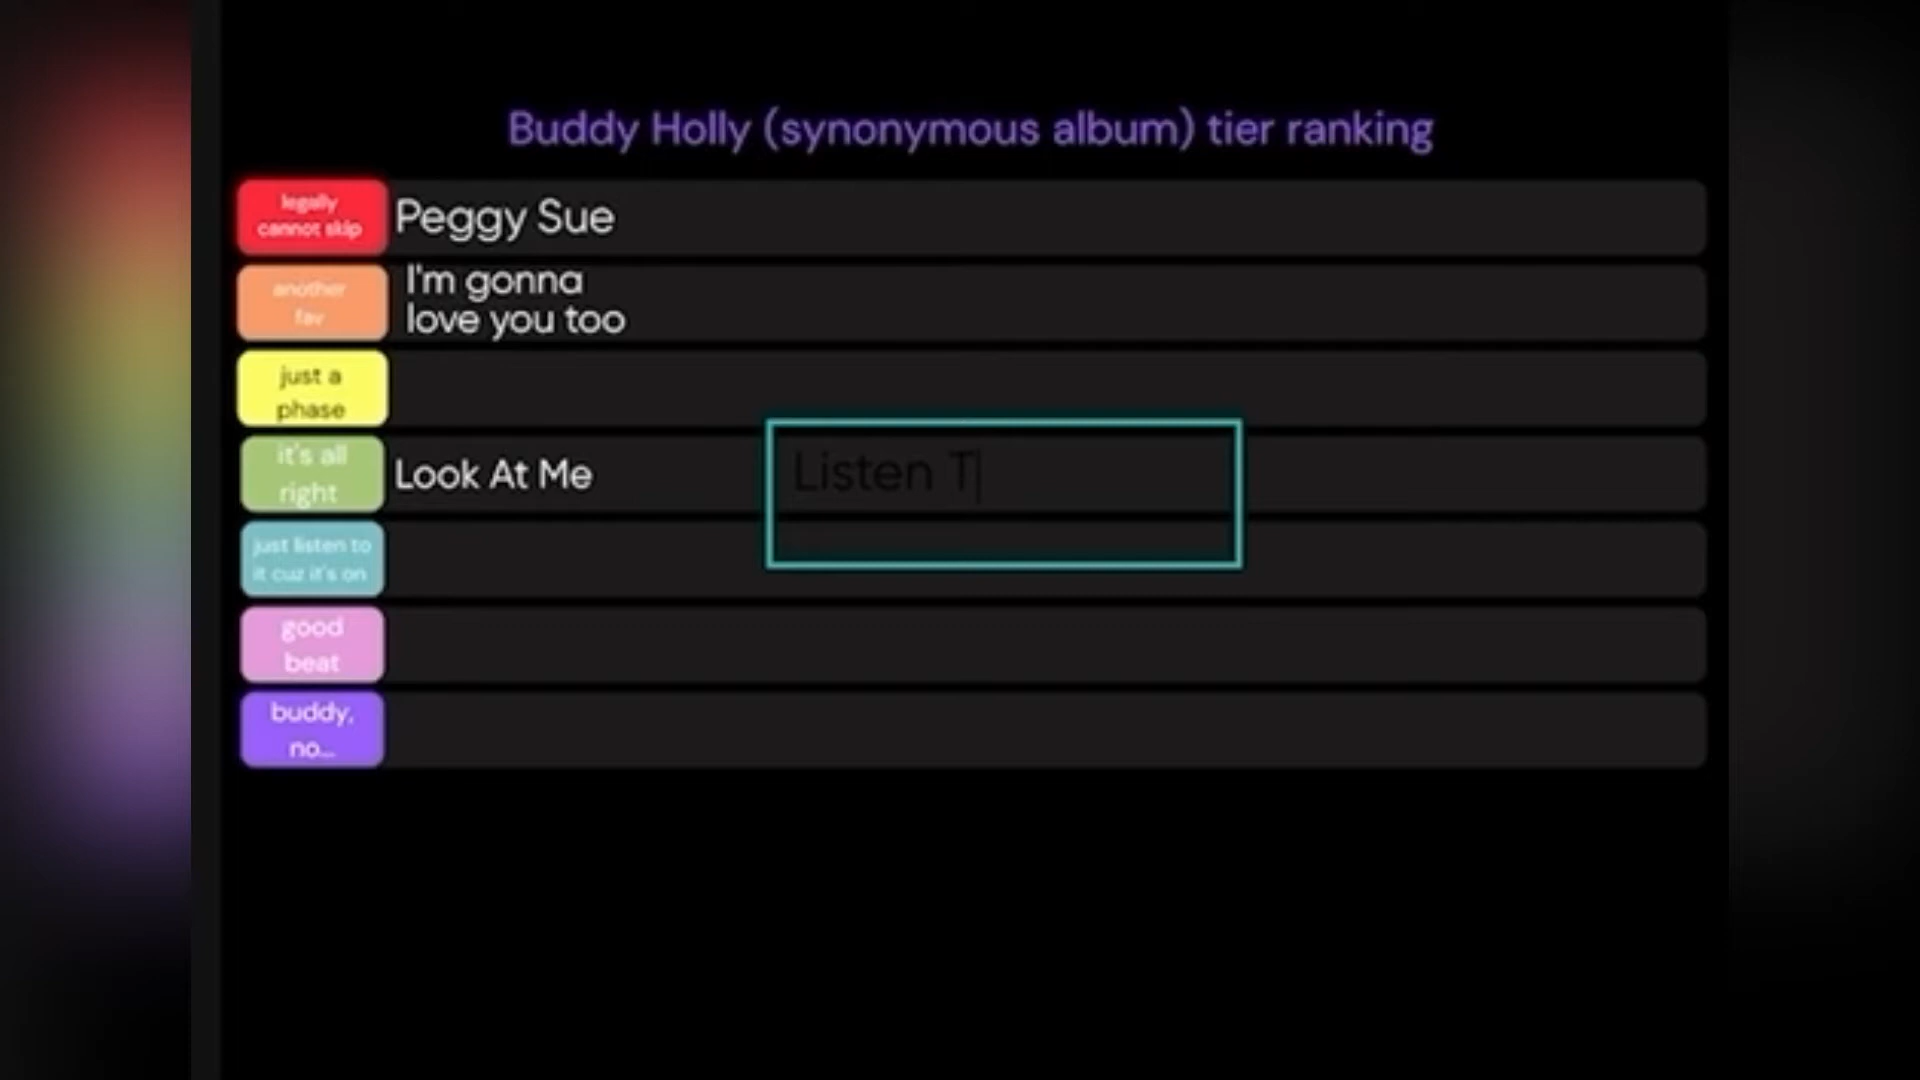 Buddy Holly (synonymous album) tier ranking
legally
cannot skip
Peggy Sue
another
fav
I'm gonna
love you too
just a
phase
it's all
right
Look At Me
Listen T
just listen to
it cuz it's on
good
beat
buddy,
no...